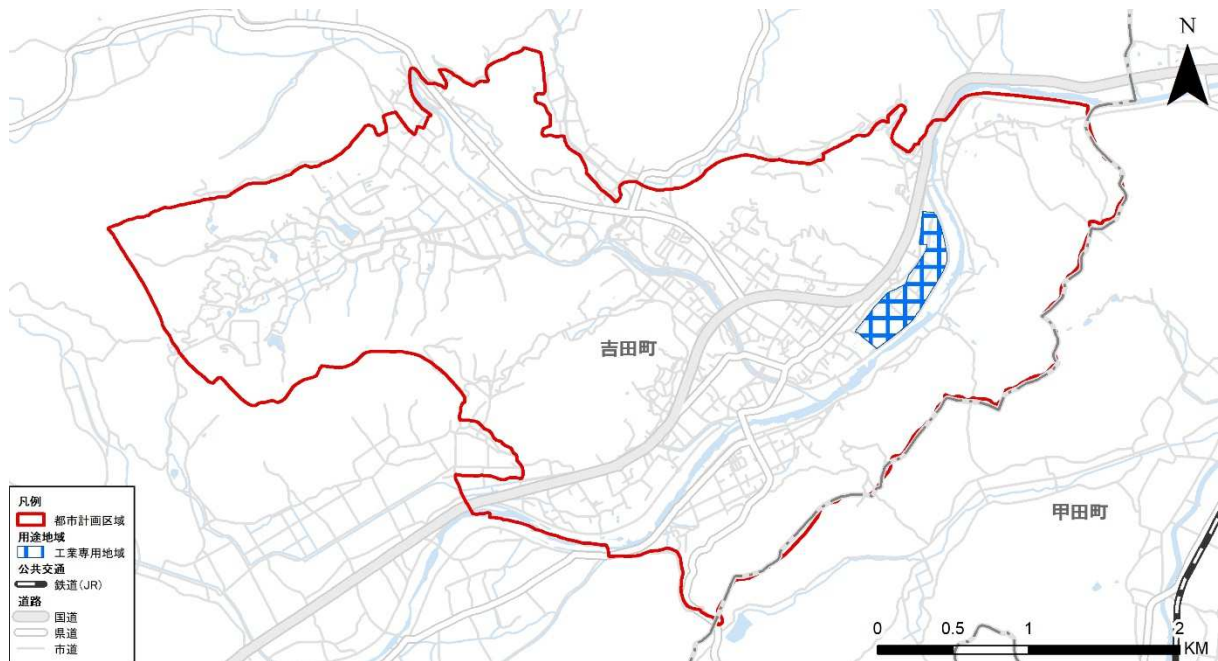 N
吉田町
甲田町
凡例
都市計画区域
用途地域
工業専用地域
公共交通
鉄道(JR)
道路
国道
県道
市道
0 0.5 1 2
KM